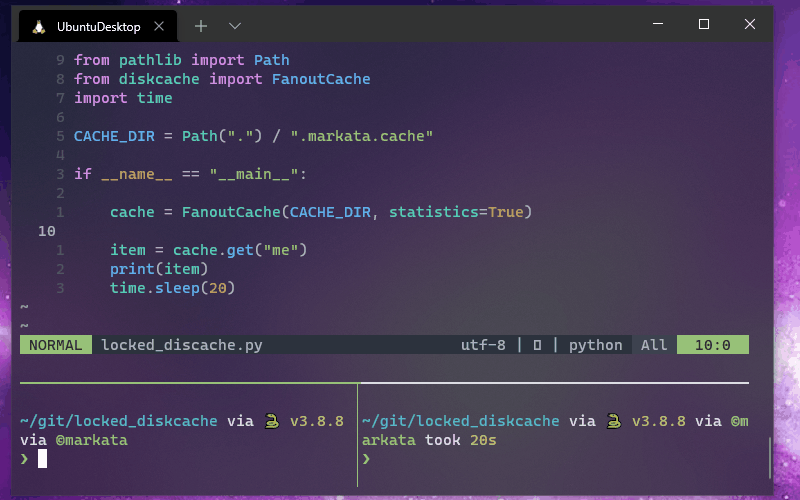 UbuntuDesktop
9 from pathlib import Path
8 from diskcache import FanoutCache
7 import time
6
5 CACHE_DIR = Path(".") / ".markata.cache"
4
3 if __name__ == "__main__":
2
1     cache = FanoutCache(CACHE_DIR, statistics=True)
10
1     item = cache.get("me")
2     print(item)
3     time.sleep(20)
~
~
NORMAL locked_discache.py utf-8 | | python All 10:0
~/git/locked_diskcache via 🐍 v3.8.8
via ©markata
❯
~/git/locked_diskcache via 🐍 v3.8.8 via ©m
arkata took 20s
❯